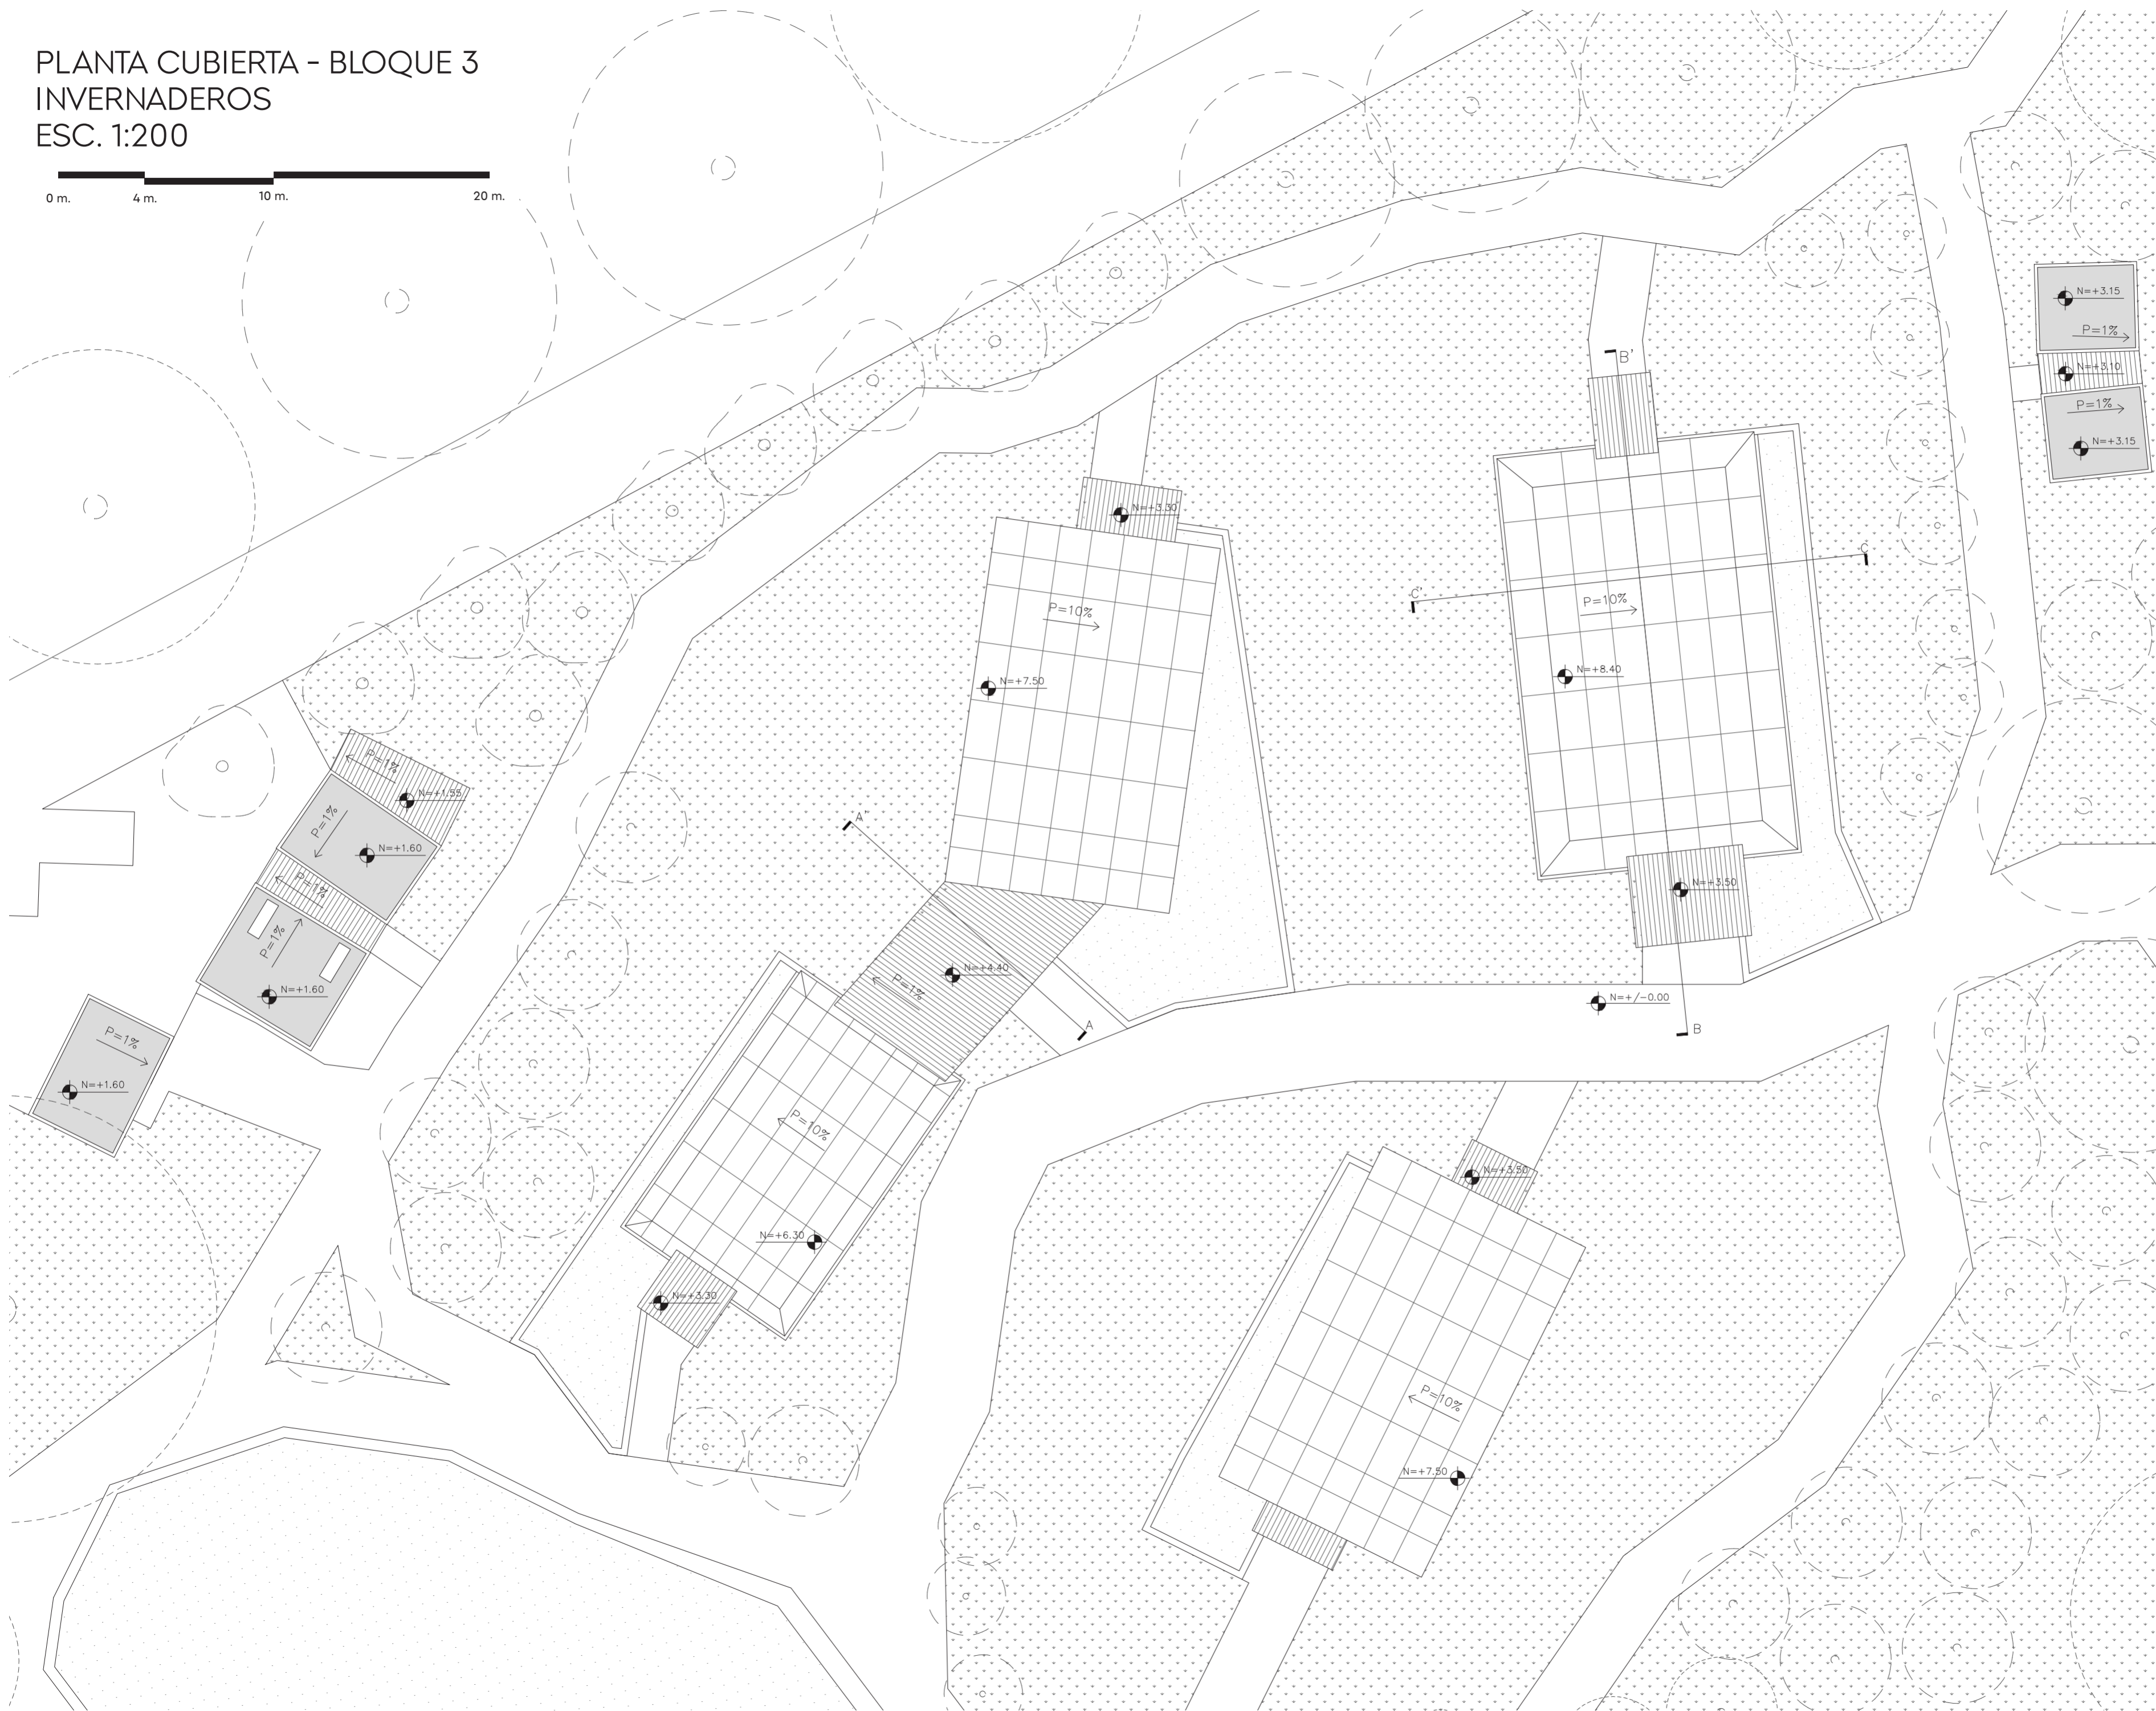 PLANTA CUBIERTA - BLOQUE 3
INVERNADEROS
ESC. 1:200
0 m. 4 m. 10 m. 20 m.
N=+3.15
P=1%
N=+3.10
P=1%
N=+3.15
B'
N=+3.30
C
C'
P=10%
P=10%
N=+8.40
N=+7.50
P=1%
N=+1.55
A'
P=1%
N=+1.60
P=1%
N=+3.50
P=1%
N=+4.40
P=1%
N=+1.60
N=+/-0.00
A
B
P=1%
N=+1.60
P=10%
N=+3.50
N=+6.30
N=+3.30
P=10%
N=+7.50